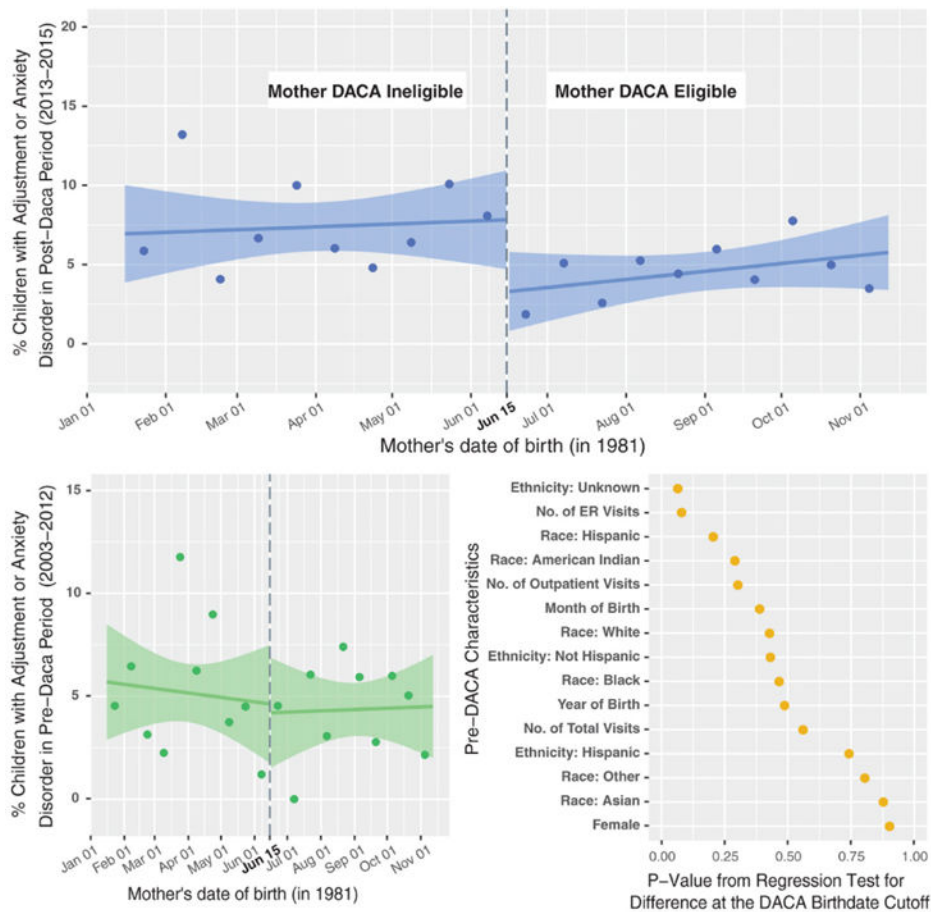 % Children with Adjustment or Anxiety
Disorder in Post−Daca Period (2013−2015)
20
15
10
5
0
Mother DACA Ineligible
Mother DACA Eligible
Jan 01
Feb 01
Mar 01
Apr 01
May 01
Jun 01
Jun 15
Jul 01
Aug 01
Sep 01
Oct 01
Nov 01
Mother's date of birth (in 1981)
% Children with Adjustment or Anxiety
Disorder in Pre−Daca Period (2003−2012)
15
10
5
0
Jan 01
Feb 01
Mar 01
Apr 01
May 01
Jun 01
Jun 15
Jul 01
Aug 01
Sep 01
Oct 01
Nov 01
Mother's date of birth (in 1981)
Pre−DACA Characteristics
Ethnicity: Unknown
No. of ER Visits
Race: Hispanic
Race: American Indian
No. of Outpatient Visits
Month of Birth
Race: White
Ethnicity: Not Hispanic
Race: Black
Year of Birth
No. of Total Visits
Ethnicity: Hispanic
Race: Other
Race: Asian
Female
0.00
0.25
0.50
0.75
1.00
P−Value from Regression Test for
Difference at the DACA Birthdate Cutoff